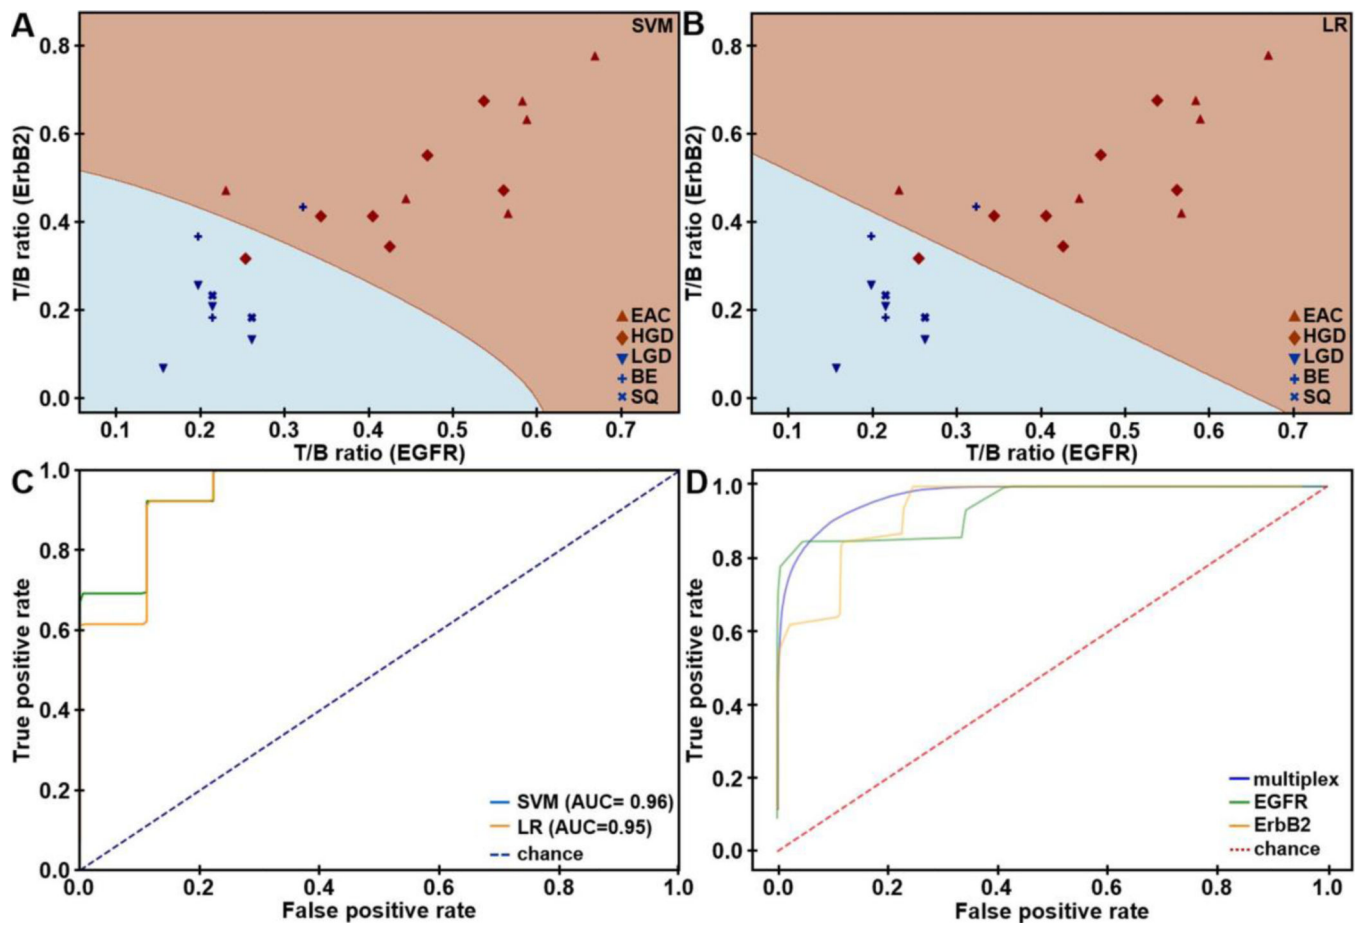 A
SVM
T/B ratio (ErbB2)
0.8
0.6
0.4
0.2
0.0
EAC
HGD
LGD
BE
SQ
0.1 0.2 0.3 0.4 0.5 0.6 0.7
T/B ratio (EGFR)
B
LR
T/B ratio (ErbB2)
0.8
0.6
0.4
0.2
0.0
EAC
HGD
LGD
BE
SQ
0.1 0.2 0.3 0.4 0.5 0.6 0.7
T/B ratio (EGFR)
C
True positive rate
1.0
0.8
0.6
0.4
0.2
0.0
SVM (AUC= 0.96)
LR (AUC=0.95)
chance
0.0 0.2 0.4 0.6 0.8 1.0
False positive rate
D
True positive rate
1.0
0.8
0.6
0.4
0.2
0.0
multiplex
EGFR
ErbB2
chance
0.0 0.2 0.4 0.6 0.8 1.0
False positive rate